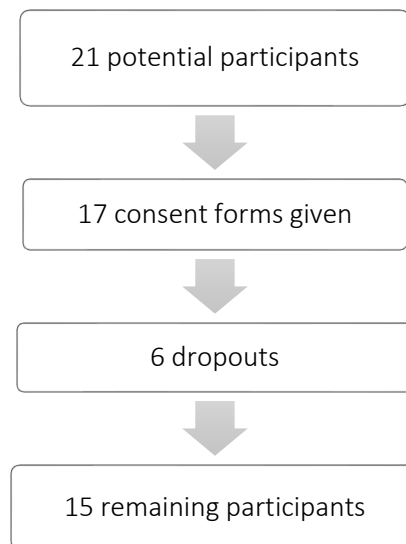 21 potential participants
17 consent forms given
6 dropouts
15 remaining participants